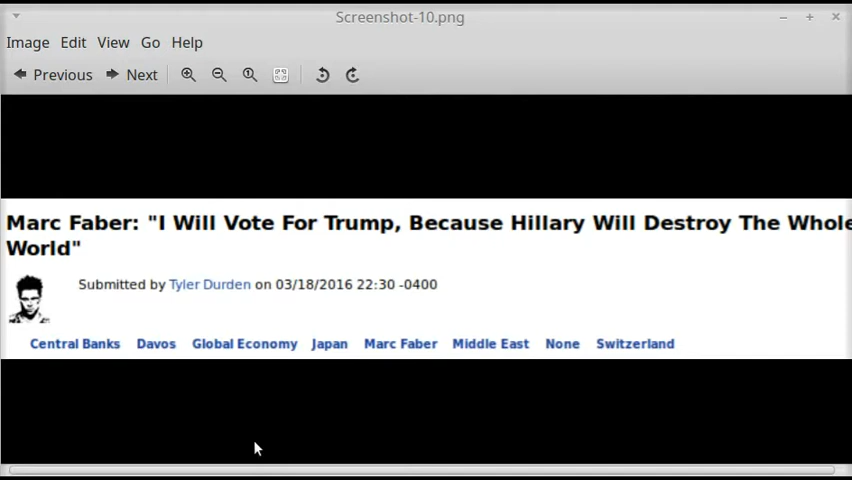 Screenshot-10.png
Image Edit View Go Help
Previous Next
Marc Faber: "I Will Vote For Trump, Because Hillary Will Destroy The Whole
World"
Submitted by Tyler Durden on 03/18/2016 22:30 -0400
Central Banks Davos Global Economy Japan Marc Faber Middle East None Switzerland